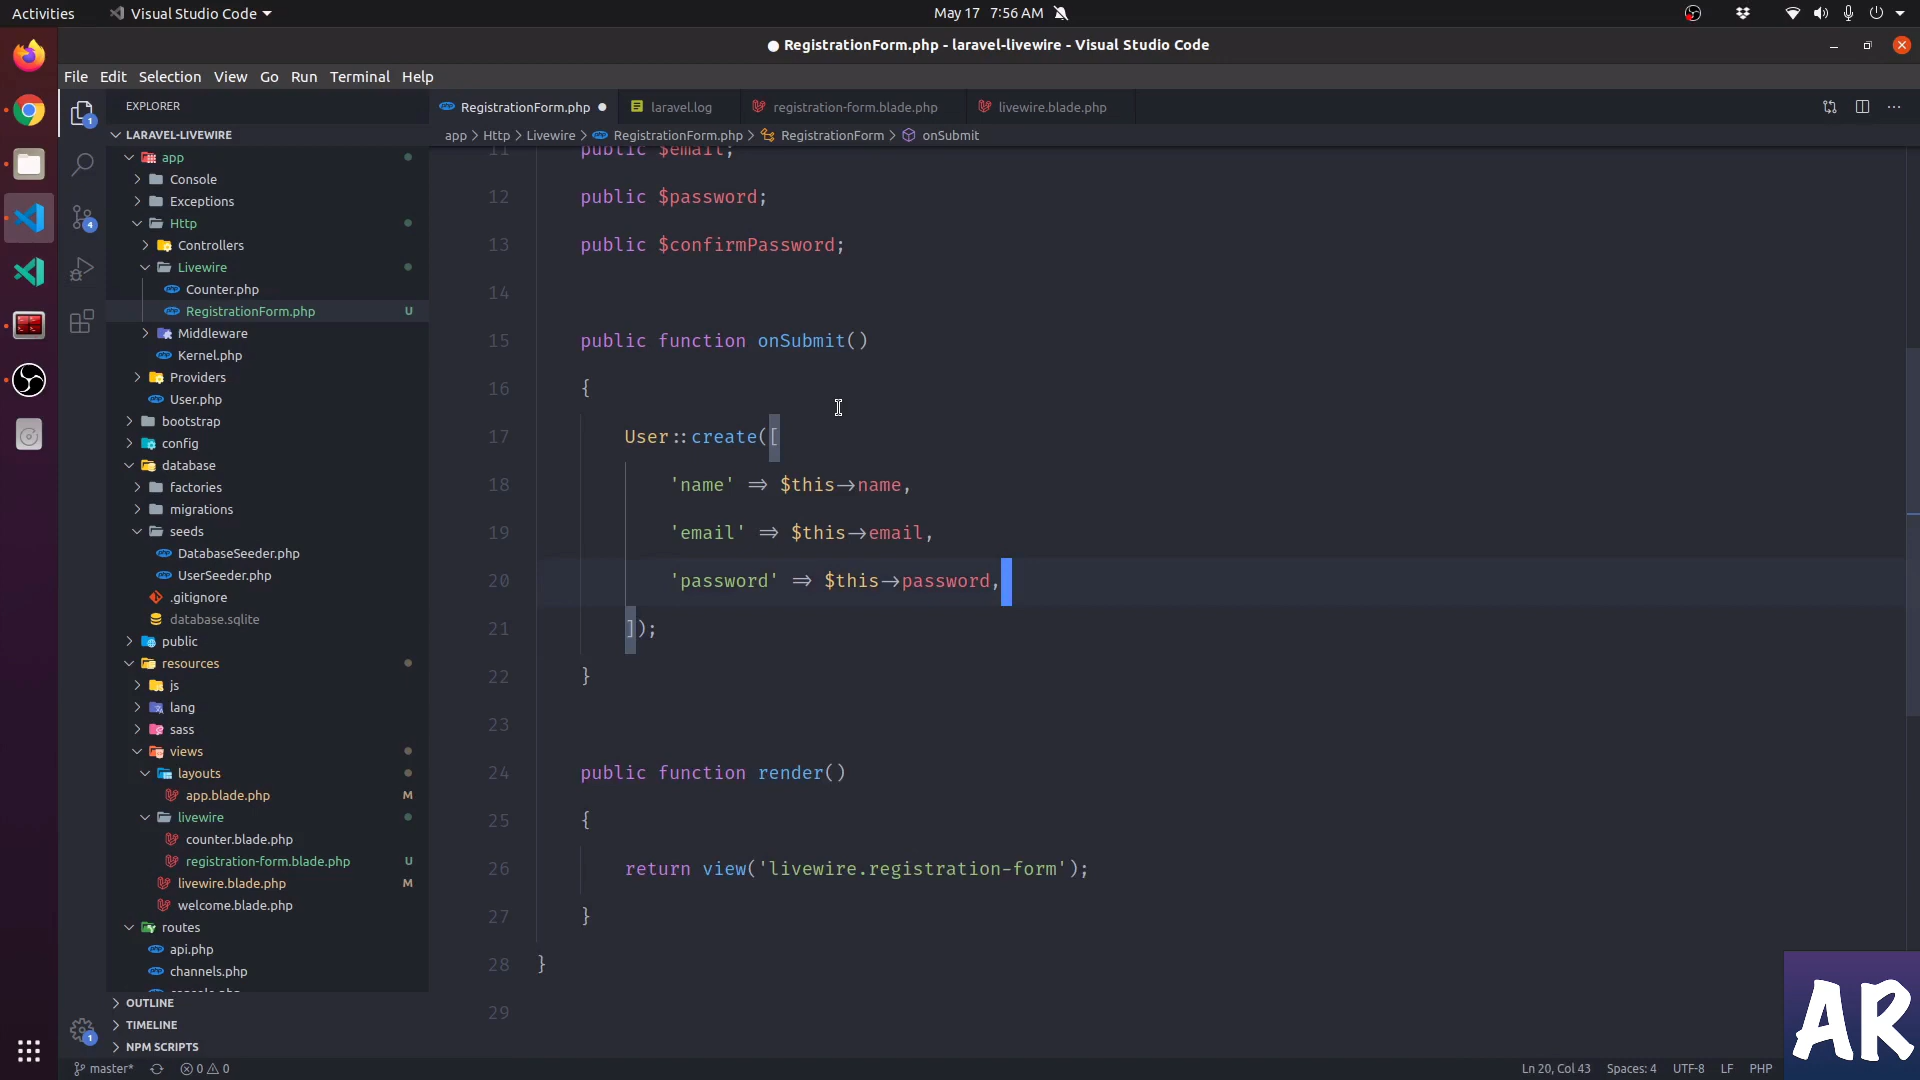 Activities Visual Studio Code May 17 7:56 AM
RegistrationForm.php - laravel-livewire - Visual Studio Code
File Edit Selection View Go Run Terminal Help
EXPLORER
RegistrationForm.php laravel.log registration-form.blade.php livewire.blade.php
LARAVEL-LIVEWIRE
app > Http > Livewire > RegistrationForm.php > RegistrationForm > onSubmit
app
Console
Exceptions
Http
Controllers
Livewire
Counter.php
RegistrationForm.php U
Middleware
Kernel.php
Providers
User.php
bootstrap
config
database
factories
migrations
seeds
DatabaseSeeder.php
UserSeeder.php
.gitignore
database.sqlite
public
resources
js
lang
sass
views
layouts
app.blade.php M
livewire
counter.blade.php
registration-form.blade.php U
livewire.blade.php M
welcome.blade.php
routes
api.php
channels.php
console.php
OUTLINE
TIMELINE
NPM SCRIPTS
11 public $email;
12 public $password;
13 public $confirmPassword;
14
15 public function onSubmit()
16 {
17 User::create([
18 'name' => $this->name,
19 'email' => $this->email,
20 'password' => $this->password,
21 ]);
22 }
23
24 public function render()
25 {
26 return view('livewire.registration-form');
27 }
28 }
29
1
4
1
AR
master* 0 0 Ln 20, Col 43 Spaces: 4 UTF-8 LF PHP